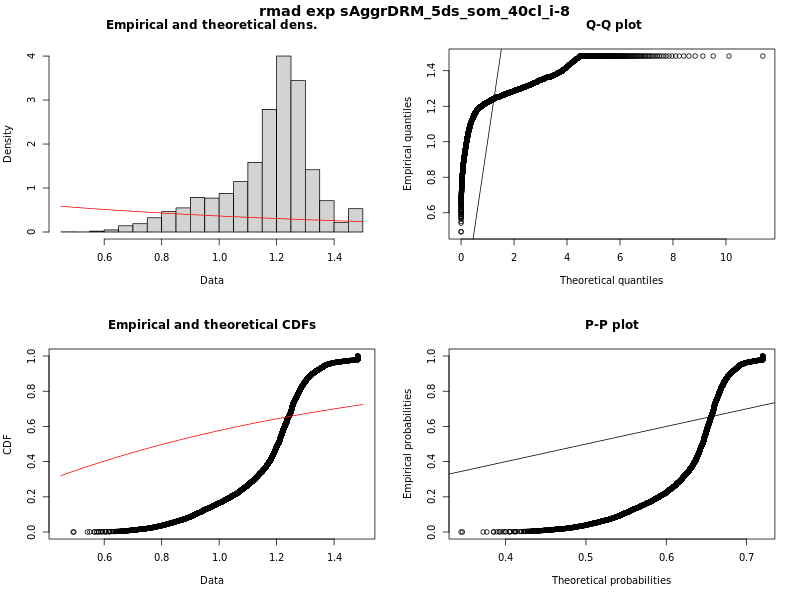 rmad exp sAggrDRM_5ds_som_40cl_i-8
Empirical and theoretical dens.
Density
0 1 2 3 4
0.6 0.8 1.0 1.2 1.4
Data
Q-Q plot
Empirical quantiles
0.6 0.8 1.0 1.2 1.4
0 2 4 6 8 10
Theoretical quantiles
Empirical and theoretical CDFs
CDF
0.0 0.2 0.4 0.6 0.8 1.0
0.6 0.8 1.0 1.2 1.4
Data
P-P plot
Empirical probabilities
0.0 0.2 0.4 0.6 0.8 1.0
0.4 0.5 0.6 0.7
Theoretical probabilities